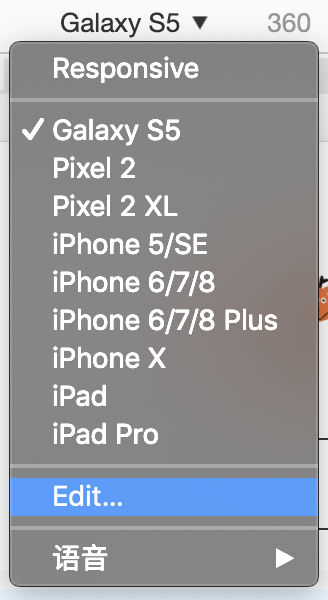 Galaxy S5 ▼ 360
Responsive
✓ Galaxy S5
Pixel 2
Pixel 2 XL
iPhone 5/SE
iPhone 6/7/8
iPhone 6/7/8 Plus
iPhone X
iPad
iPad Pro
Edit...
语音 ▶